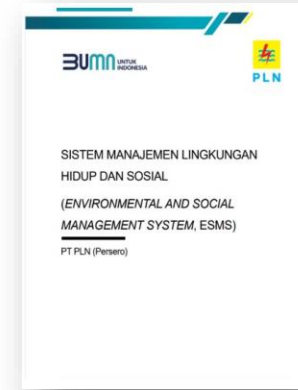 BUMN UNTUK
INDONESIA
PLN
SISTEM MANAJEMEN LINGKUNGAN
HIDUP DAN SOSIAL
(ENVIRONMENTAL AND SOCIAL
MANAGEMENT SYSTEM, ESMS)
PT PLN (Persero)